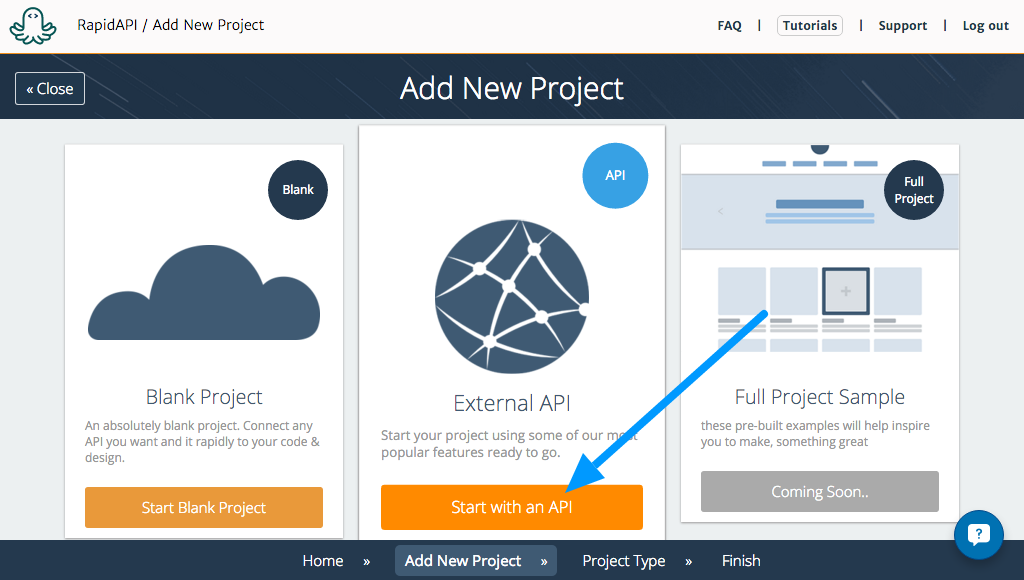 RapidAPI / Add New Project
FAQ | Tutorials | Support | Log out
« Close
Add New Project
Blank
Blank Project
An absolutely blank project. Connect any
API you want and it rapidly to your code &
design.
Start Blank Project
API
External API
Start your project using some of our most
popular features ready to go.
Start with an API
Full
Project
Full Project Sample
these pre-built examples will help inspire
you to make, something great
Coming Soon..
Home » Add New Project » Project Type » Finish